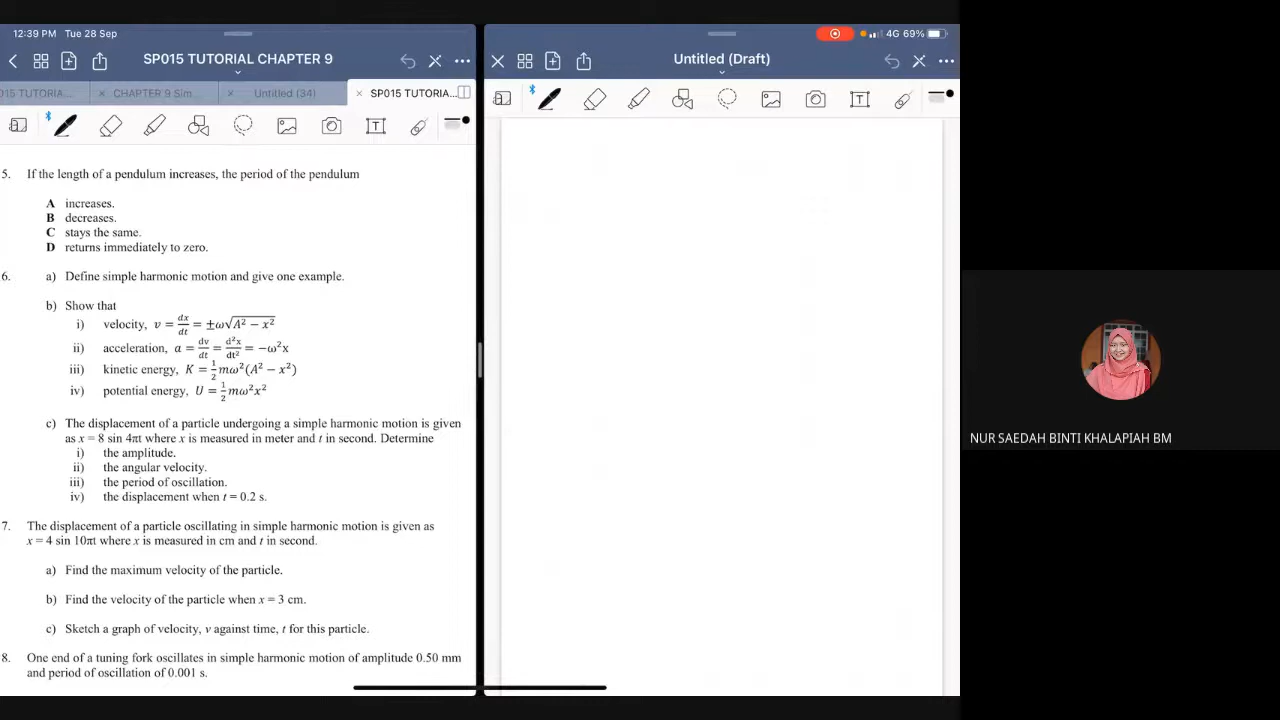 12:39 PM Tue 28 Sep
4G 69%
SP015 TUTORIAL CHAPTER 9
Untitled (Draft)
015 TUTORIA...
CHAPTER 9 Sim...
Untitled (34)
SP015 TUTORIA...
5. If the length of a pendulum increases, the period of the pendulum
A increases.
B decreases.
C stays the same.
D returns immediately to zero.
6. a) Define simple harmonic motion and give one example.
b) Show that
i) velocity, v = dx/dt = ±ω√(A² − x²)
ii) acceleration, a = dv/dt = d²x/dt² = −ω²x
iii) kinetic energy, K = 1/2 mω²(A² − x²)
iv) potential energy, U = 1/2 mω²x²
c) The displacement of a particle undergoing a simple harmonic motion is given
as x = 8 sin 4πt where x is measured in meter and t in second. Determine
i) the amplitude.
ii) the angular velocity.
iii) the period of oscillation.
iv) the displacement when t = 0.2 s.
7. The displacement of a particle oscillating in simple harmonic motion is given as
x = 4 sin 10πt where x is measured in cm and t in second.
a) Find the maximum velocity of the particle.
b) Find the velocity of the particle when x = 3 cm.
c) Sketch a graph of velocity, v against time, t for this particle.
8. One end of a tuning fork oscillates in simple harmonic motion of amplitude 0.50 mm
and period of oscillation of 0.001 s.
NUR SAEDAH BINTI KHALAPIAH BM